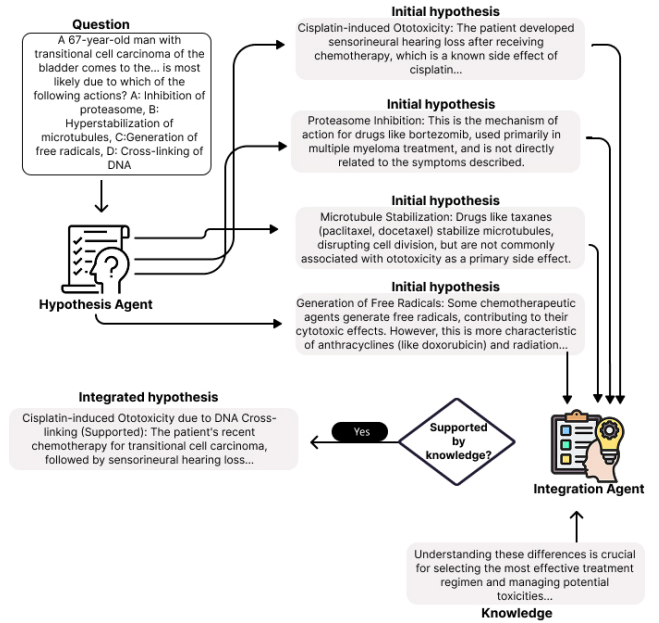 Question
A 67-year-old man with
transitional cell carcinoma of the
bladder comes to the... is most
likely due to which of the
following actions? A: Inhibition of
proteasome, B:
Hyperstabilization of
microtubules, C:Generation of
free radicals, D: Cross-linking of
DNA
Hypothesis Agent
Initial hypothesis
Cisplatin-induced Ototoxicity: The patient developed
sensorineural hearing loss after receiving
chemotherapy, which is a known side effect of
cisplatin...
Initial hypothesis
Proteasome Inhibition: This is the mechanism of
action for drugs like bortezomib, used primarily in
multiple myeloma treatment, and is not directly
related to the symptoms described.
Initial hypothesis
Microtubule Stabilization: Drugs like taxanes
(paclitaxel, docetaxel) stabilize microtubules,
disrupting cell division, but are not commonly
associated with ototoxicity as a primary side effect.
Initial hypothesis
Generation of Free Radicals: Some chemotherapeutic
agents generate free radicals, contributing to their
cytotoxic effects. However, this is more characteristic
of anthracyclines (like doxorubicin) and radiation...
Integrated hypothesis
Cisplatin-induced Ototoxicity due to DNA Cross-
linking (Supported): The patient's recent
chemotherapy for transitional cell carcinoma,
followed by sensorineural hearing loss...
Yes
Supported
by
knowledge?
Integration Agent
Understanding these differences is crucial
for selecting the most effective treatment
regimen and managing potential
toxicities...
Knowledge